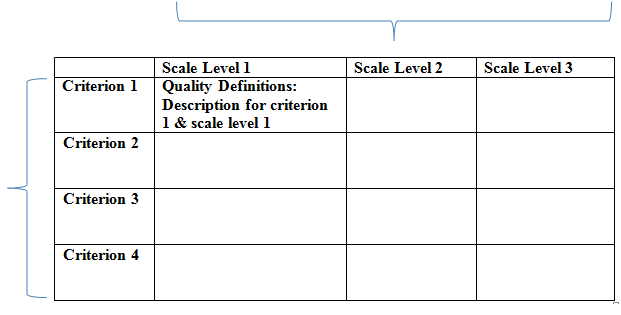 Scale Level 1 Scale Level 2 Scale Level 3
Criterion 1 Quality Definitions:
Description for criterion
1 & scale level 1
Criterion 2
Criterion 3
Criterion 4